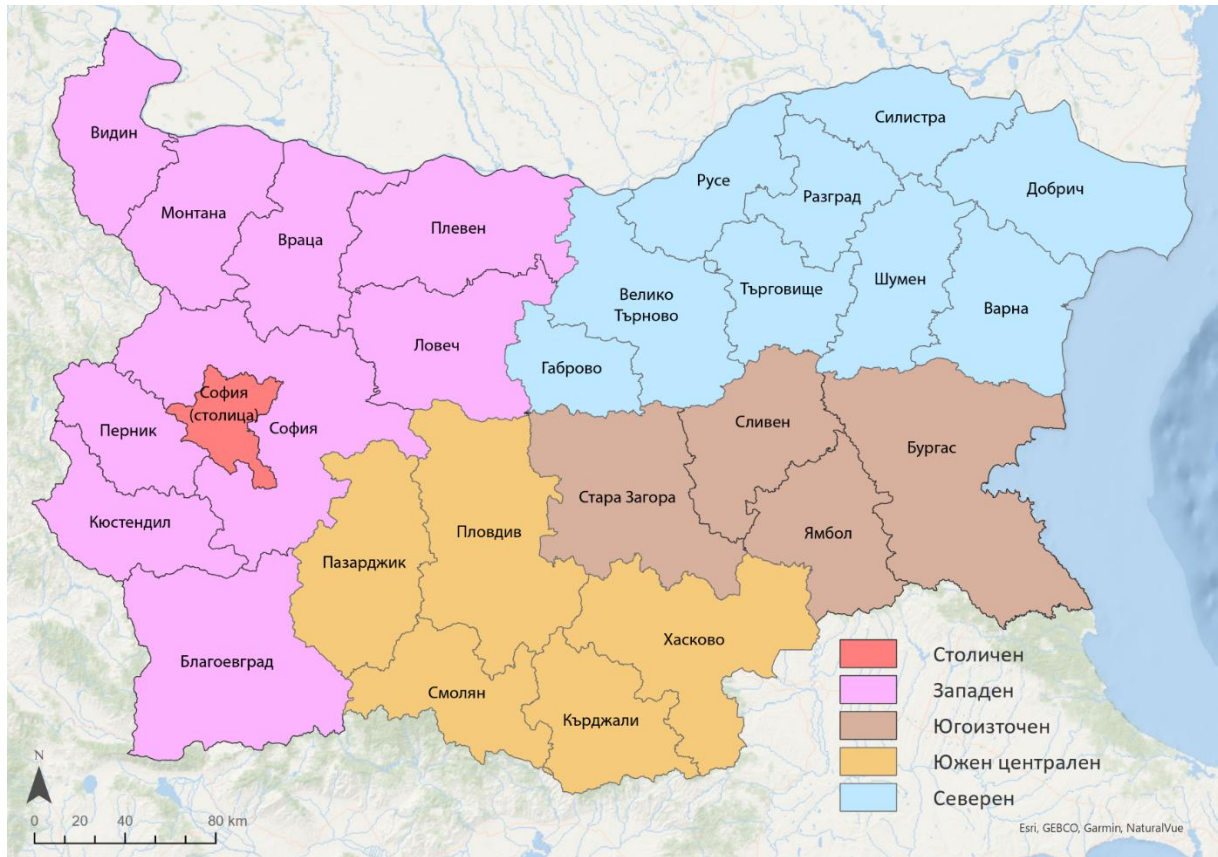 Видин
Монтана
Враца
Плевен
Ловеч
София
(столица)
София
Перник
Кюстендил
Благоевград
Силистра
Русе
Разград
Добрич
Велико
Търново
Търговище
Шумен
Варна
Габрово
Сливен
Бургас
Стара Загора
Ямбол
Пловдив
Пазарджик
Хасково
Смолян
Кърджали
Столичен
Западен
Югоизточен
Южен централен
Северен
N
0 20 40 80 km
Esri, GEBCO, Garmin, NaturalVue